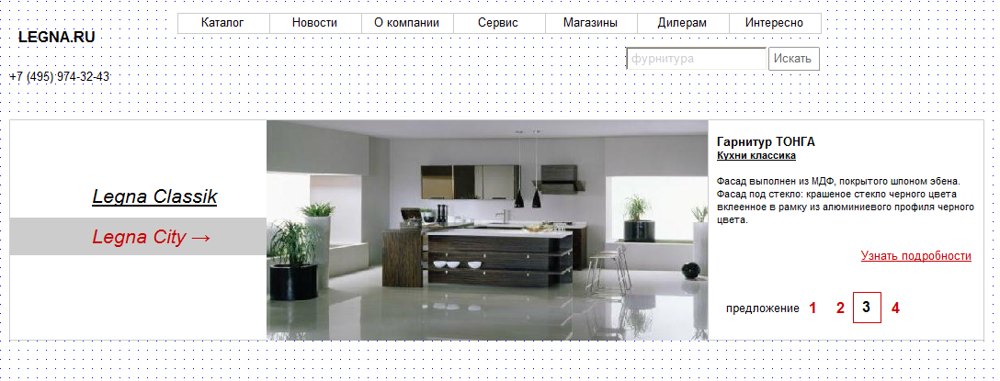 Каталог
Новости
О компании
Сервис
Магазины
Дилерам
Интересно
LEGNA.RU
фурнитура
Искать
+7 (495) 974-32-43
Legna Classik
Legna City →
Гарнитур ТОНГА
Кухни классика
Фасад выполнен из МДФ, покрытого шпоном эбена.
Фасад под стекло: крашеное стекло черного цвета
вклеенное в рамку из алюминиевого профиля черного
цвета.
Узнать подробности
предложение 1 2 3 4